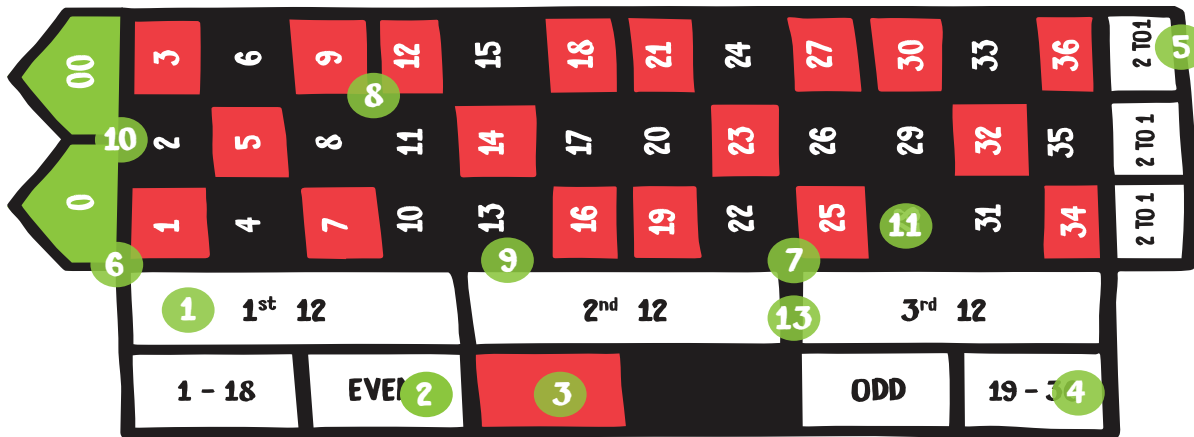 00 3 6 9 12 15 18 21 24 27 30 33 36 2 TO1 5
8
10 2 5 8 11 14 17 20 23 26 29 32 35 2 TO 1
0 1 4 7 10 13 16 19 22 25 11 31 34 2 TO 1
6 9 7
1 1st 12 2nd 12 13 3rd 12
1 – 18 EVEN 2 3 ODD 19 – 36 4